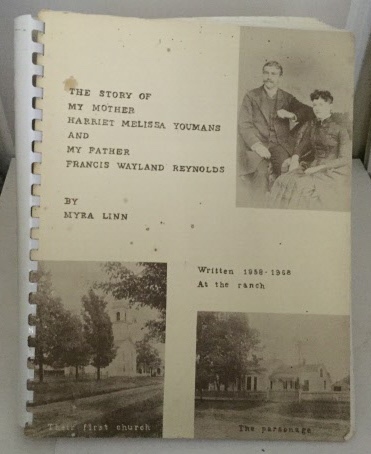 THE STORY OF
MY MOTHER
HARRIET MELISSA YOUMANS
AND
MY FATHER
FRANCIS WAYLAND REYNOLDS
BY
MYRA LINN
Written 1958-1968
At the ranch
Their first church
The parsonage